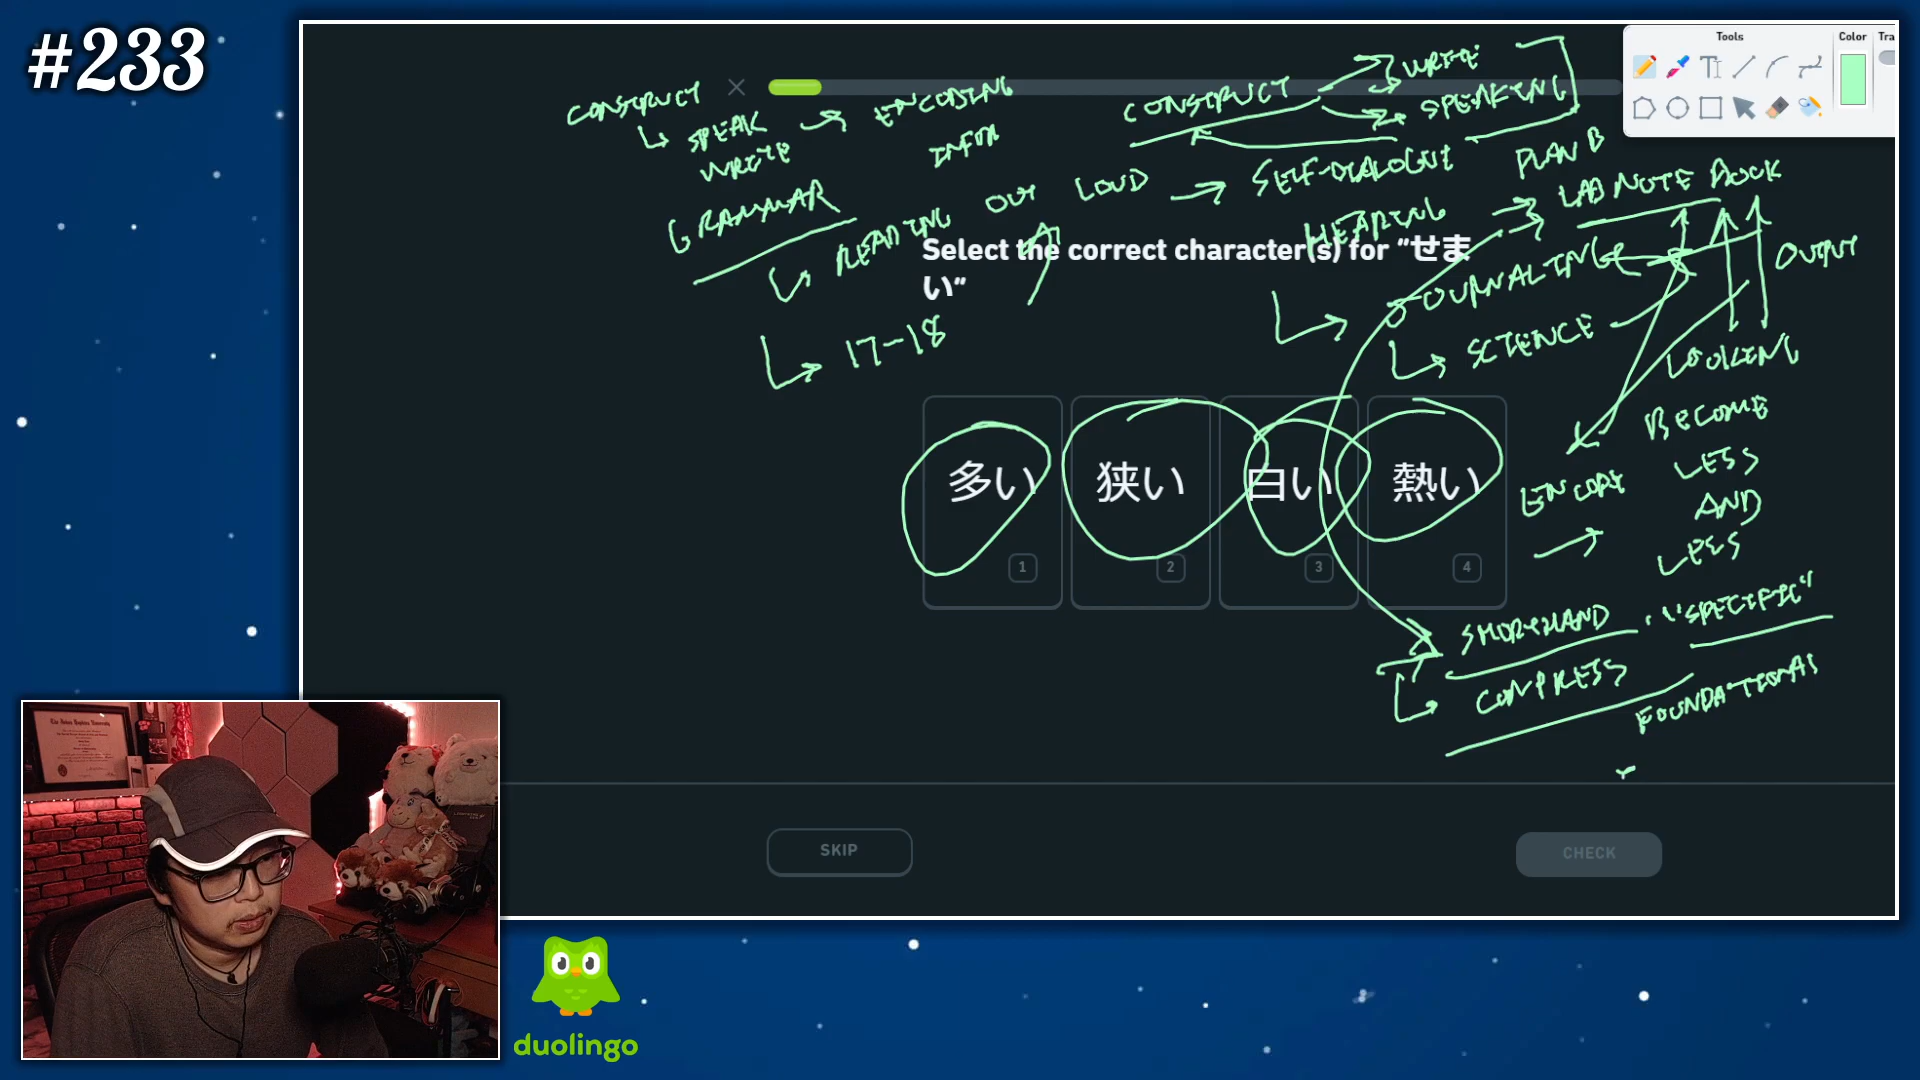 #233
Tools
Color
Tra
CONSTRUCT
SPEAK
WRITE
ENCODING
INFOR
CONSTRUCT
WRITE
SPEAKING
GRAMMAR
READING OUT LOUD
SELF-DIALOGUE
PLAN B
HEARING
LAB NOTE BOOK
Select the correct character(s) for “せま
い”
JOURNALING
OUTPUT
17-18
SCIENCE
LOOKING
BECOME
LESS
AND
LESS
ENCODE
多い
1
狭い
2
白い
3
熱い
4
SHORTHAND
"SPECIFIC"
COMPRESS
FOUNDATIONAL
SKIP
CHECK
duolingo